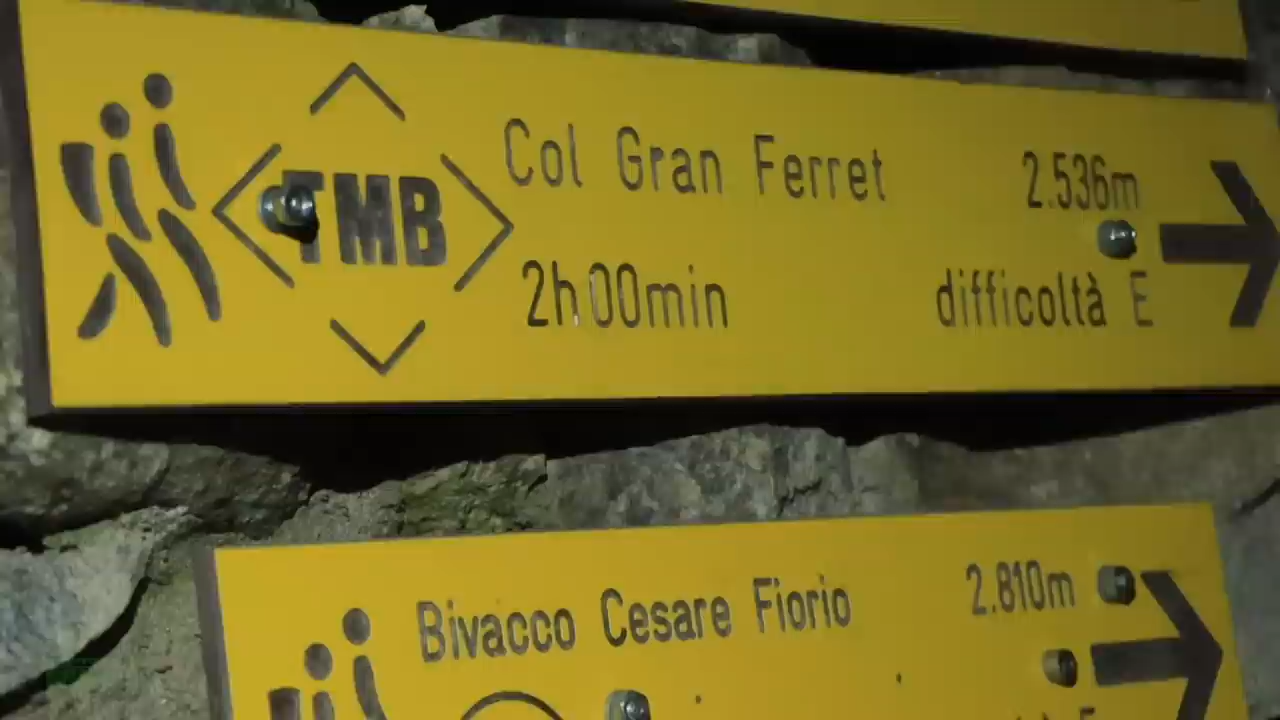 TMB
Col Gran Ferret 2.536m
2h00min difficoltà E
Bivacco Cesare Fiorio 2.810m